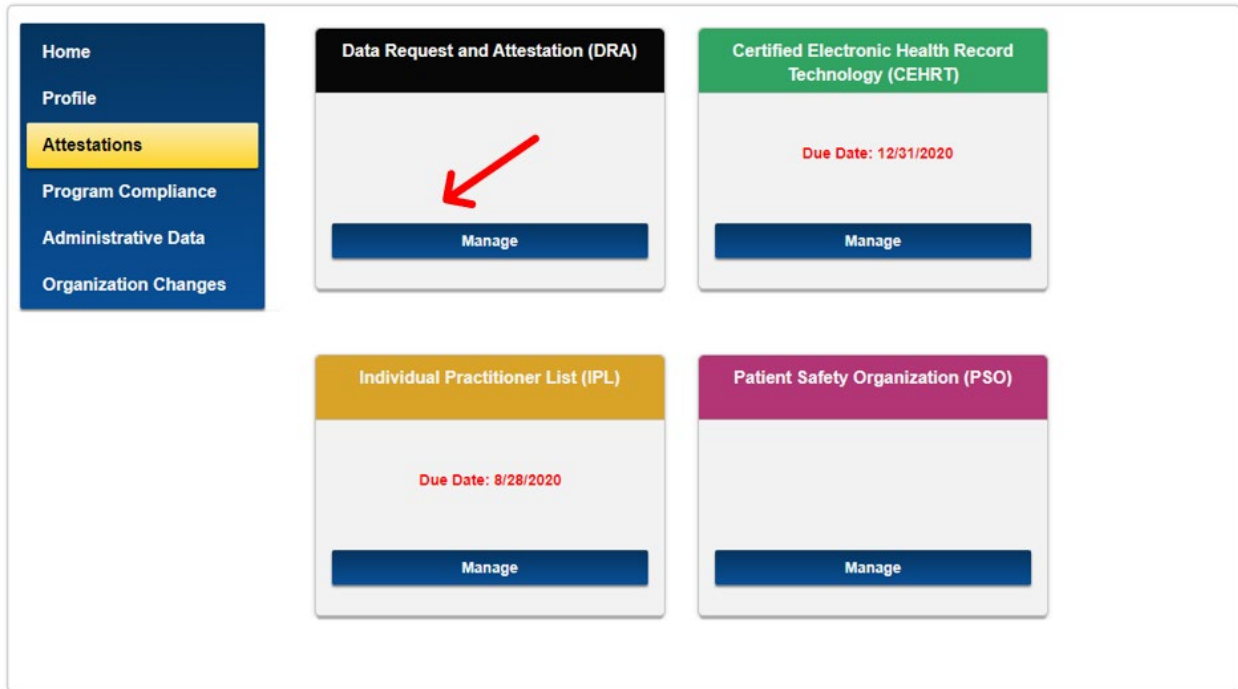 Home
Profile
Attestations
Program Compliance
Administrative Data
Organization Changes
Data Request and Attestation (DRA)
Manage
Certified Electronic Health Record
Technology (CEHRT)
Due Date: 12/31/2020
Manage
Individual Practitioner List (IPL)
Due Date: 8/28/2020
Manage
Patient Safety Organization (PSO)
Manage